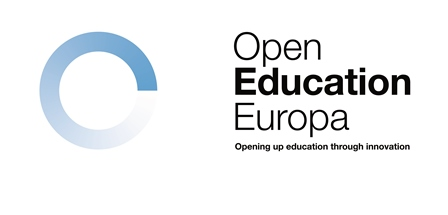 Open
Education
Europa
Opening up education through innovation